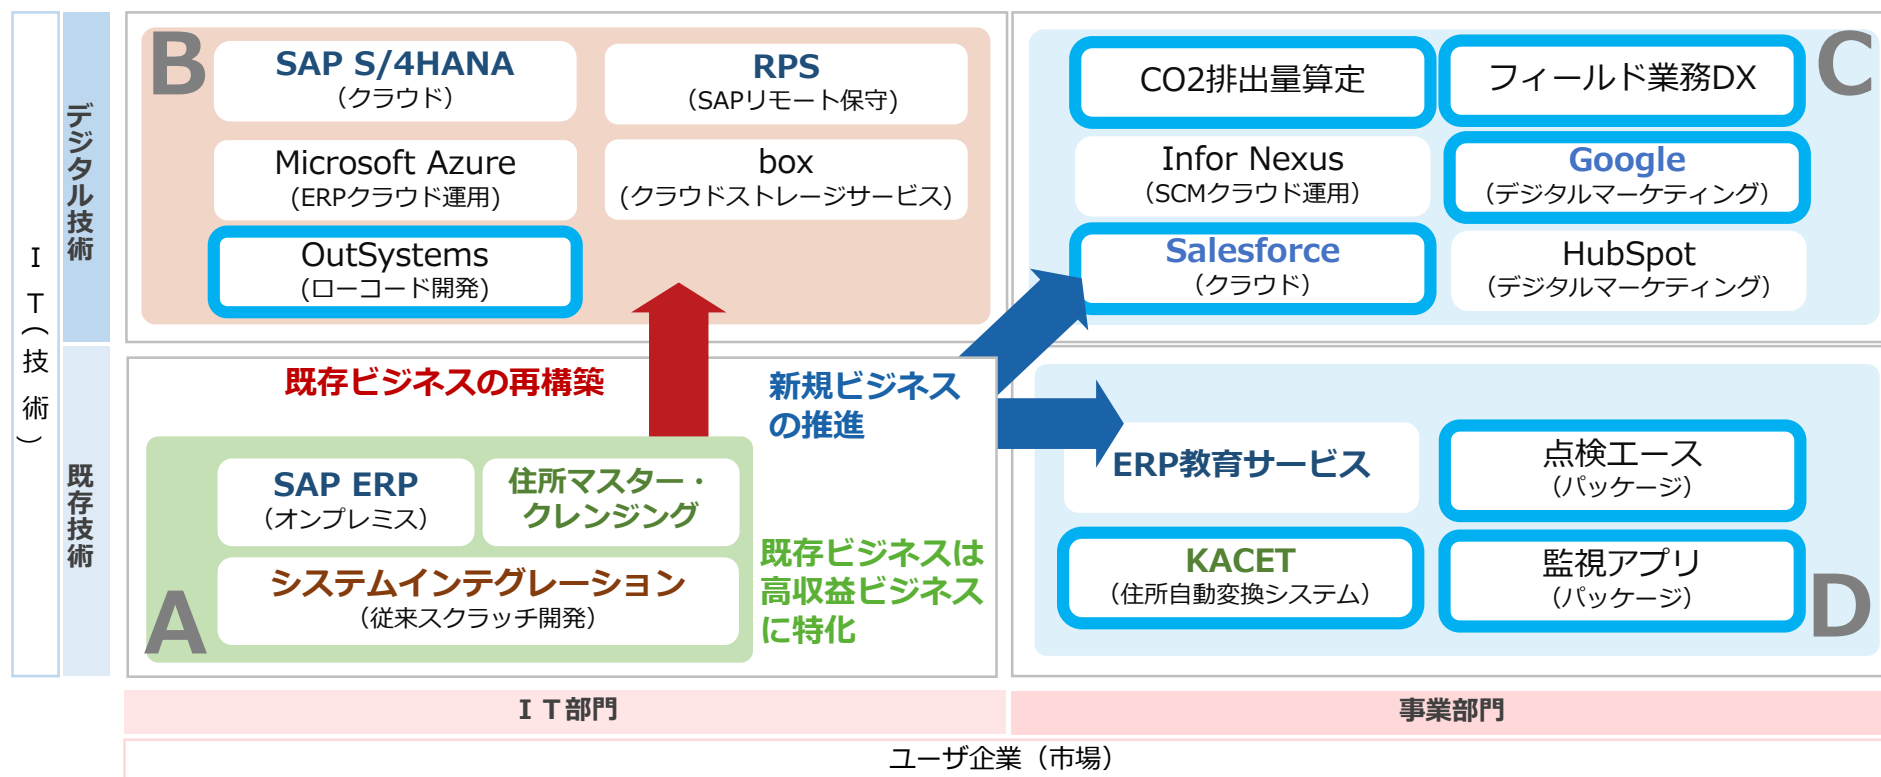 IT(技術)
デジタル技術
既存技術
B
SAP S/4HANA
(クラウド)
RPS
(SAPリモート保守)
Microsoft Azure
(ERPクラウド運用)
box
(クラウドストレージサービス)
OutSystems
(ローコード開発)
C
CO2排出量算定
フィールド業務DX
Infor Nexus
(SCMクラウド運用)
Google
(デジタルマーケティング)
Salesforce
(クラウド)
HubSpot
(デジタルマーケティング)
既存ビジネスの再構築
新規ビジネス
の推進
A
SAP ERP
(オンプレミス)
住所マスター・
クレンジング
システムインテグレーション
(従来スクラッチ開発)
既存ビジネスは
高収益ビジネス
に特化
D
ERP教育サービス
点検エース
(パッケージ)
KACET
(住所自動変換システム)
監視アプリ
(パッケージ)
IT部門
事業部門
ユーザ企業(市場)